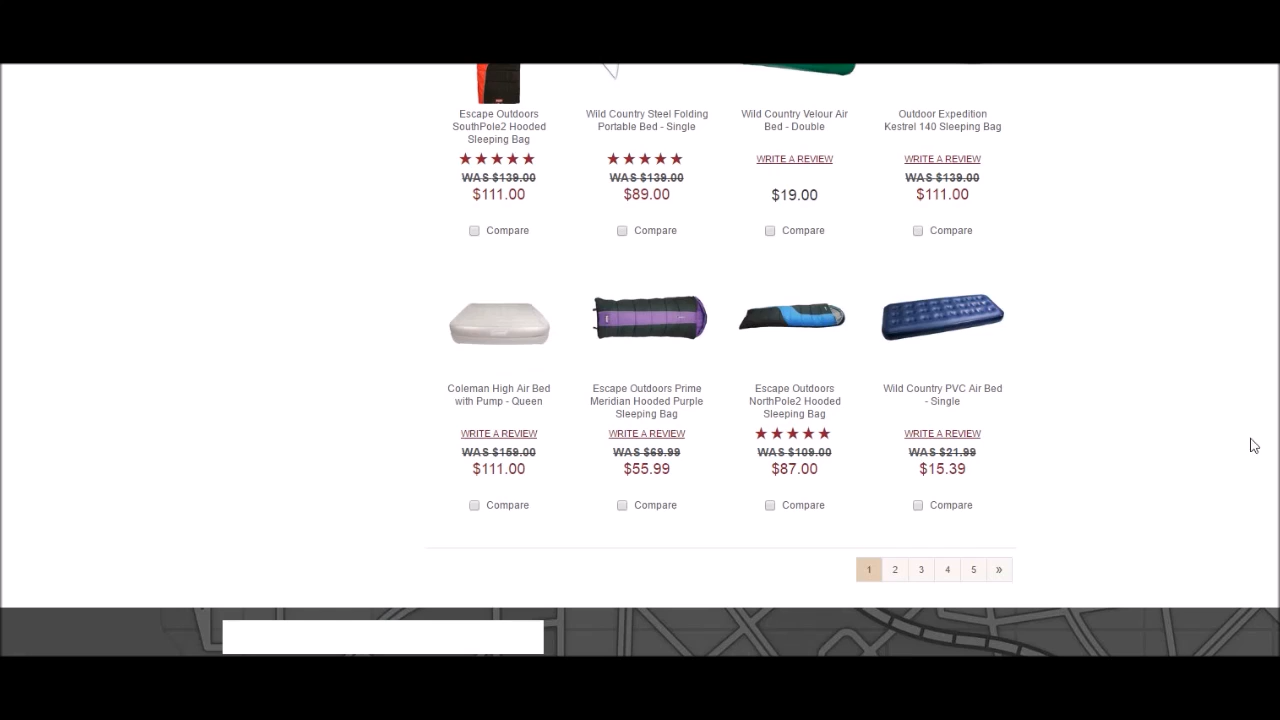 Escape Outdoors
SouthPole2 Hooded
Sleeping Bag
WAS $139.00
$111.00
Compare
Wild Country Steel Folding
Portable Bed - Single
WAS $139.00
$89.00
Compare
Wild Country Velour Air
Bed - Double
WRITE A REVIEW
$19.00
Compare
Outdoor Expedition
Kestrel 140 Sleeping Bag
WRITE A REVIEW
WAS $139.00
$111.00
Compare
Coleman High Air Bed
with Pump - Queen
WRITE A REVIEW
WAS $159.00
$111.00
Compare
Escape Outdoors Prime
Meridian Hooded Purple
Sleeping Bag
WRITE A REVIEW
WAS $69.99
$55.99
Compare
Escape Outdoors
NorthPole2 Hooded
Sleeping Bag
WAS $109.00
$87.00
Compare
Wild Country PVC Air Bed
- Single
WRITE A REVIEW
WAS $21.99
$15.39
Compare
1 2 3 4 5 »